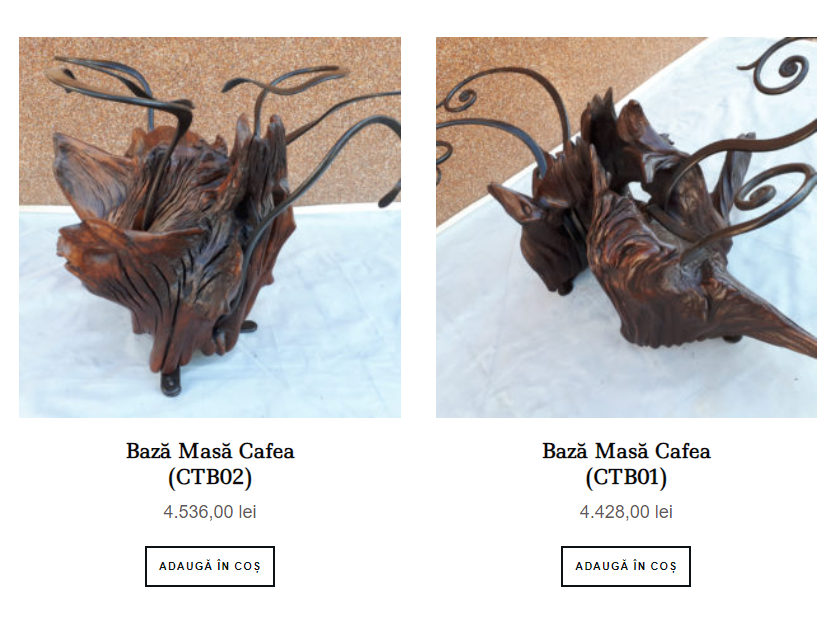 Bază Masă Cafea
(CTB02)
4.536,00 lei
ADAUGĂ ÎN COȘ
Bază Masă Cafea
(CTB01)
4.428,00 lei
ADAUGĂ ÎN COȘ